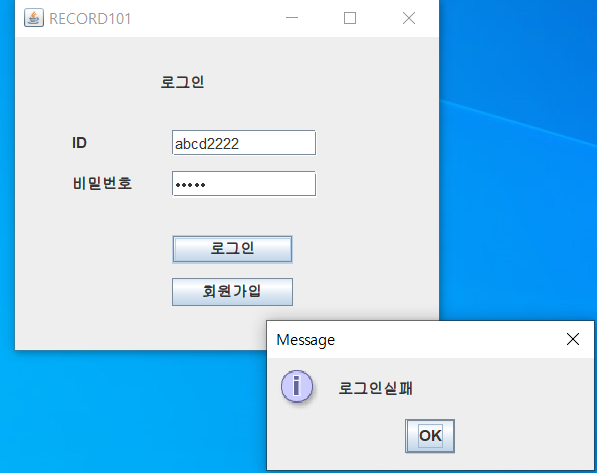 RECORD101
로그인
ID
abcd2222
비밀번호
•••••
로그인
회원가입
Message
로그인실패
OK